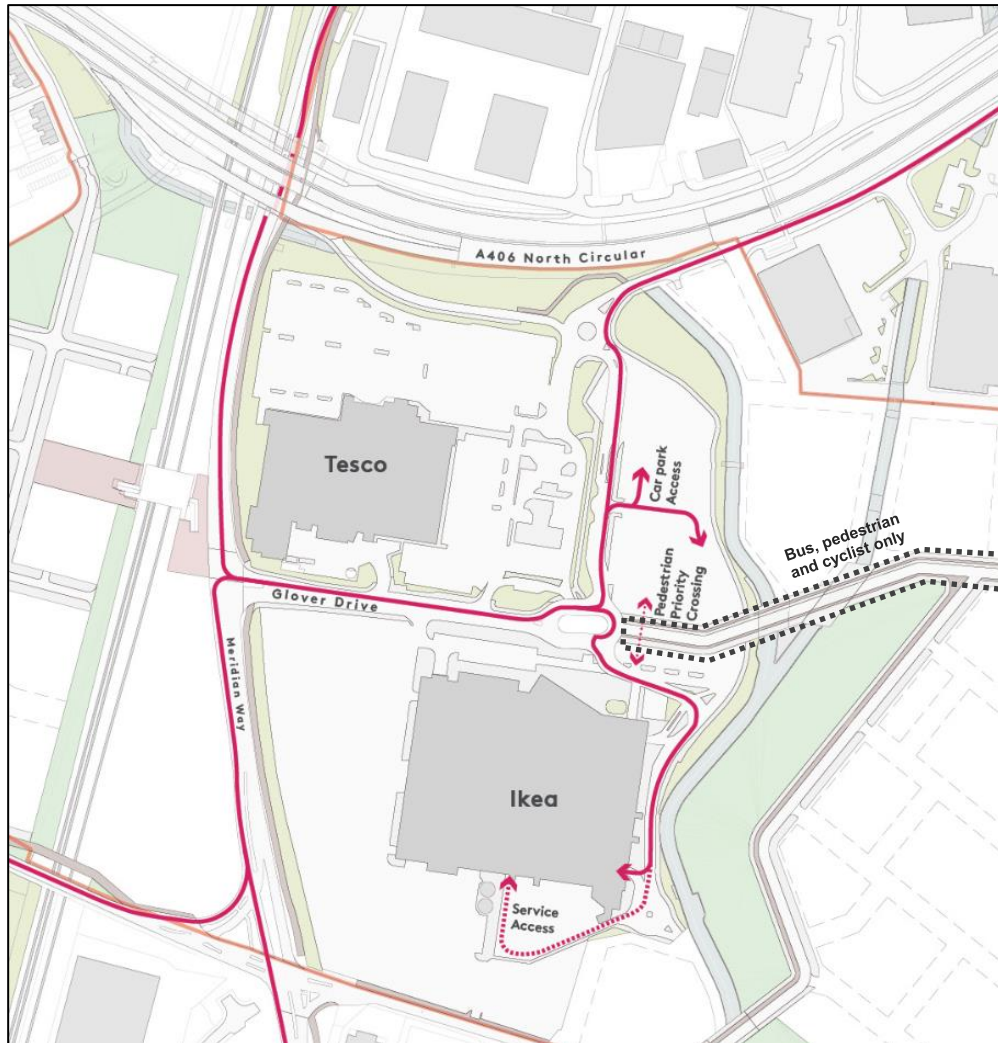 A406 North Circular
Tesco
Car park
Access
Bus, pedestrian
and cyclist only
Pedestrian
Priority
Crossing
Glover Drive
Meridian Way
Ikea
Service
Access